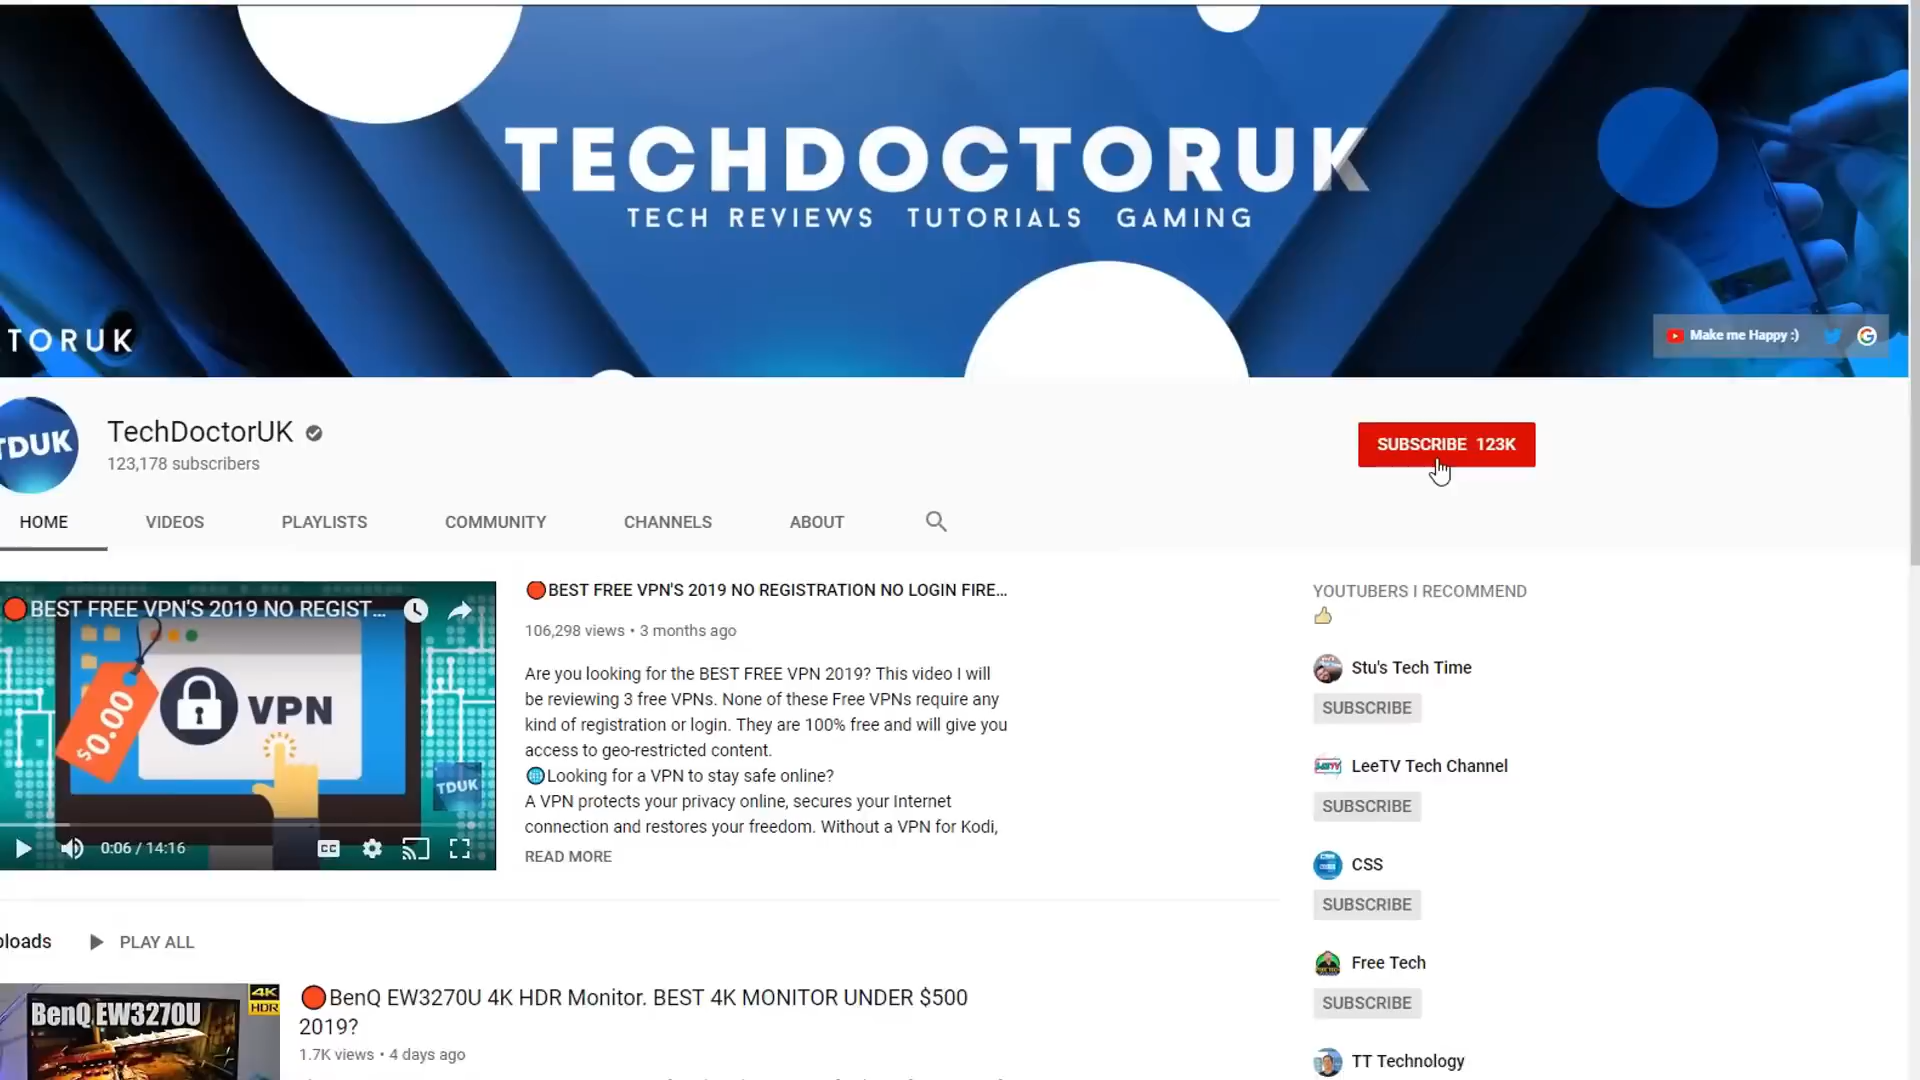 TECHDOCTORUK
TECH REVIEWS TUTORIALS GAMING
TORUK
Make me Happy :)
TDUK
TechDoctorUK
123,178 subscribers
SUBSCRIBE 123K
HOME
VIDEOS
PLAYLISTS
COMMUNITY
CHANNELS
ABOUT
BEST FREE VPN'S 2019 NO REGIST...
$0.00
VPN
TDUK
0:06 / 14:16
CC
BEST FREE VPN'S 2019 NO REGISTRATION NO LOGIN FIRE...
106,298 views • 3 months ago
Are you looking for the BEST FREE VPN 2019? This video I will
be reviewing 3 free VPNs. None of these Free VPNs require any
kind of registration or login. They are 100% free and will give you
access to geo-restricted content.
Looking for a VPN to stay safe online?
A VPN protects your privacy online, secures your Internet
connection and restores your freedom. Without a VPN for Kodi,
READ MORE
YOUTUBERS I RECOMMEND
Stu's Tech Time
SUBSCRIBE
LeeTV Tech Channel
SUBSCRIBE
CSS
SUBSCRIBE
Free Tech
SUBSCRIBE
TT Technology
ploads
PLAY ALL
BenQ EW3270U
4K
HDR
BenQ EW3270U 4K HDR Monitor. BEST 4K MONITOR UNDER $500
2019?
1.7K views • 4 days ago